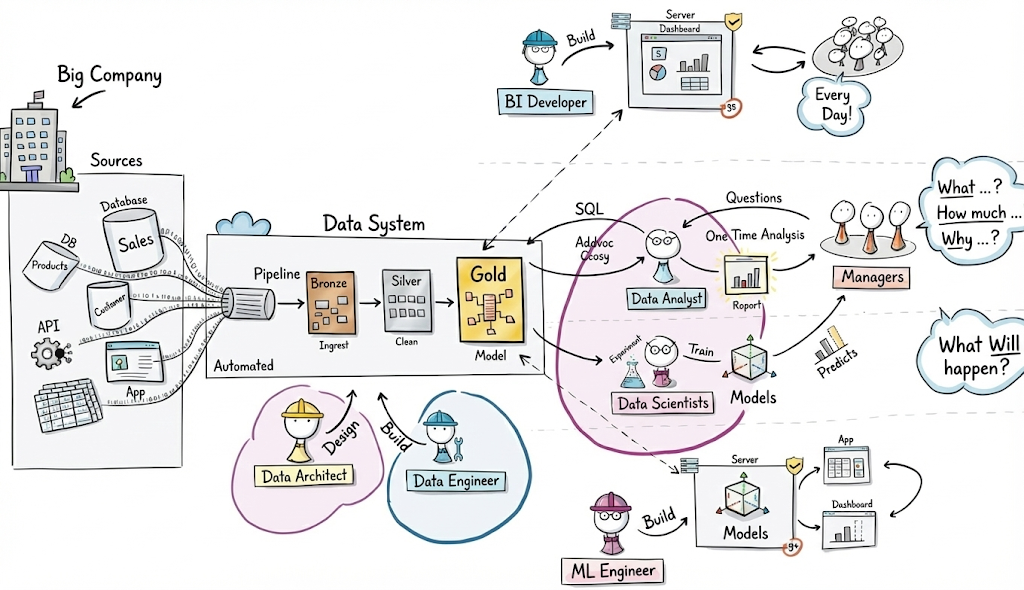 Big Company
Sources
Database
Sales
DB
Products
Customer
API
App
Data System
Pipeline
Bronze
Ingest
Silver
Clean
Gold
Model
Automated
Design
Build
Data Architect
Data Engineer
Build
BI Developer
Server
Dashbeard
S
Every
Day!
SQL
Addvoc
Ccosy
Questions
One Time Analysis
Data Analyst
Roport
Managers
What ...?
How much ...
Why ...?
Experiment
Train
Data Scientists
Models
Predicts
What Will
happen?
Build
ML Engineer
Server
Models
App
Dashboard